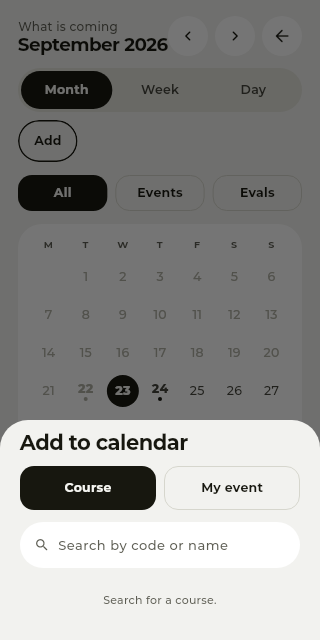 What is coming
September 2026
Month Week Day
Add
All Events Evals
M T W T F S S
1 2 3 4 5 6
7 8 9 10 11 12 13
14 15 16 17 18 19 20
21 22 23 24 25 26 27
Add to calendar
Course My event
Search by code or name
Search for a course.